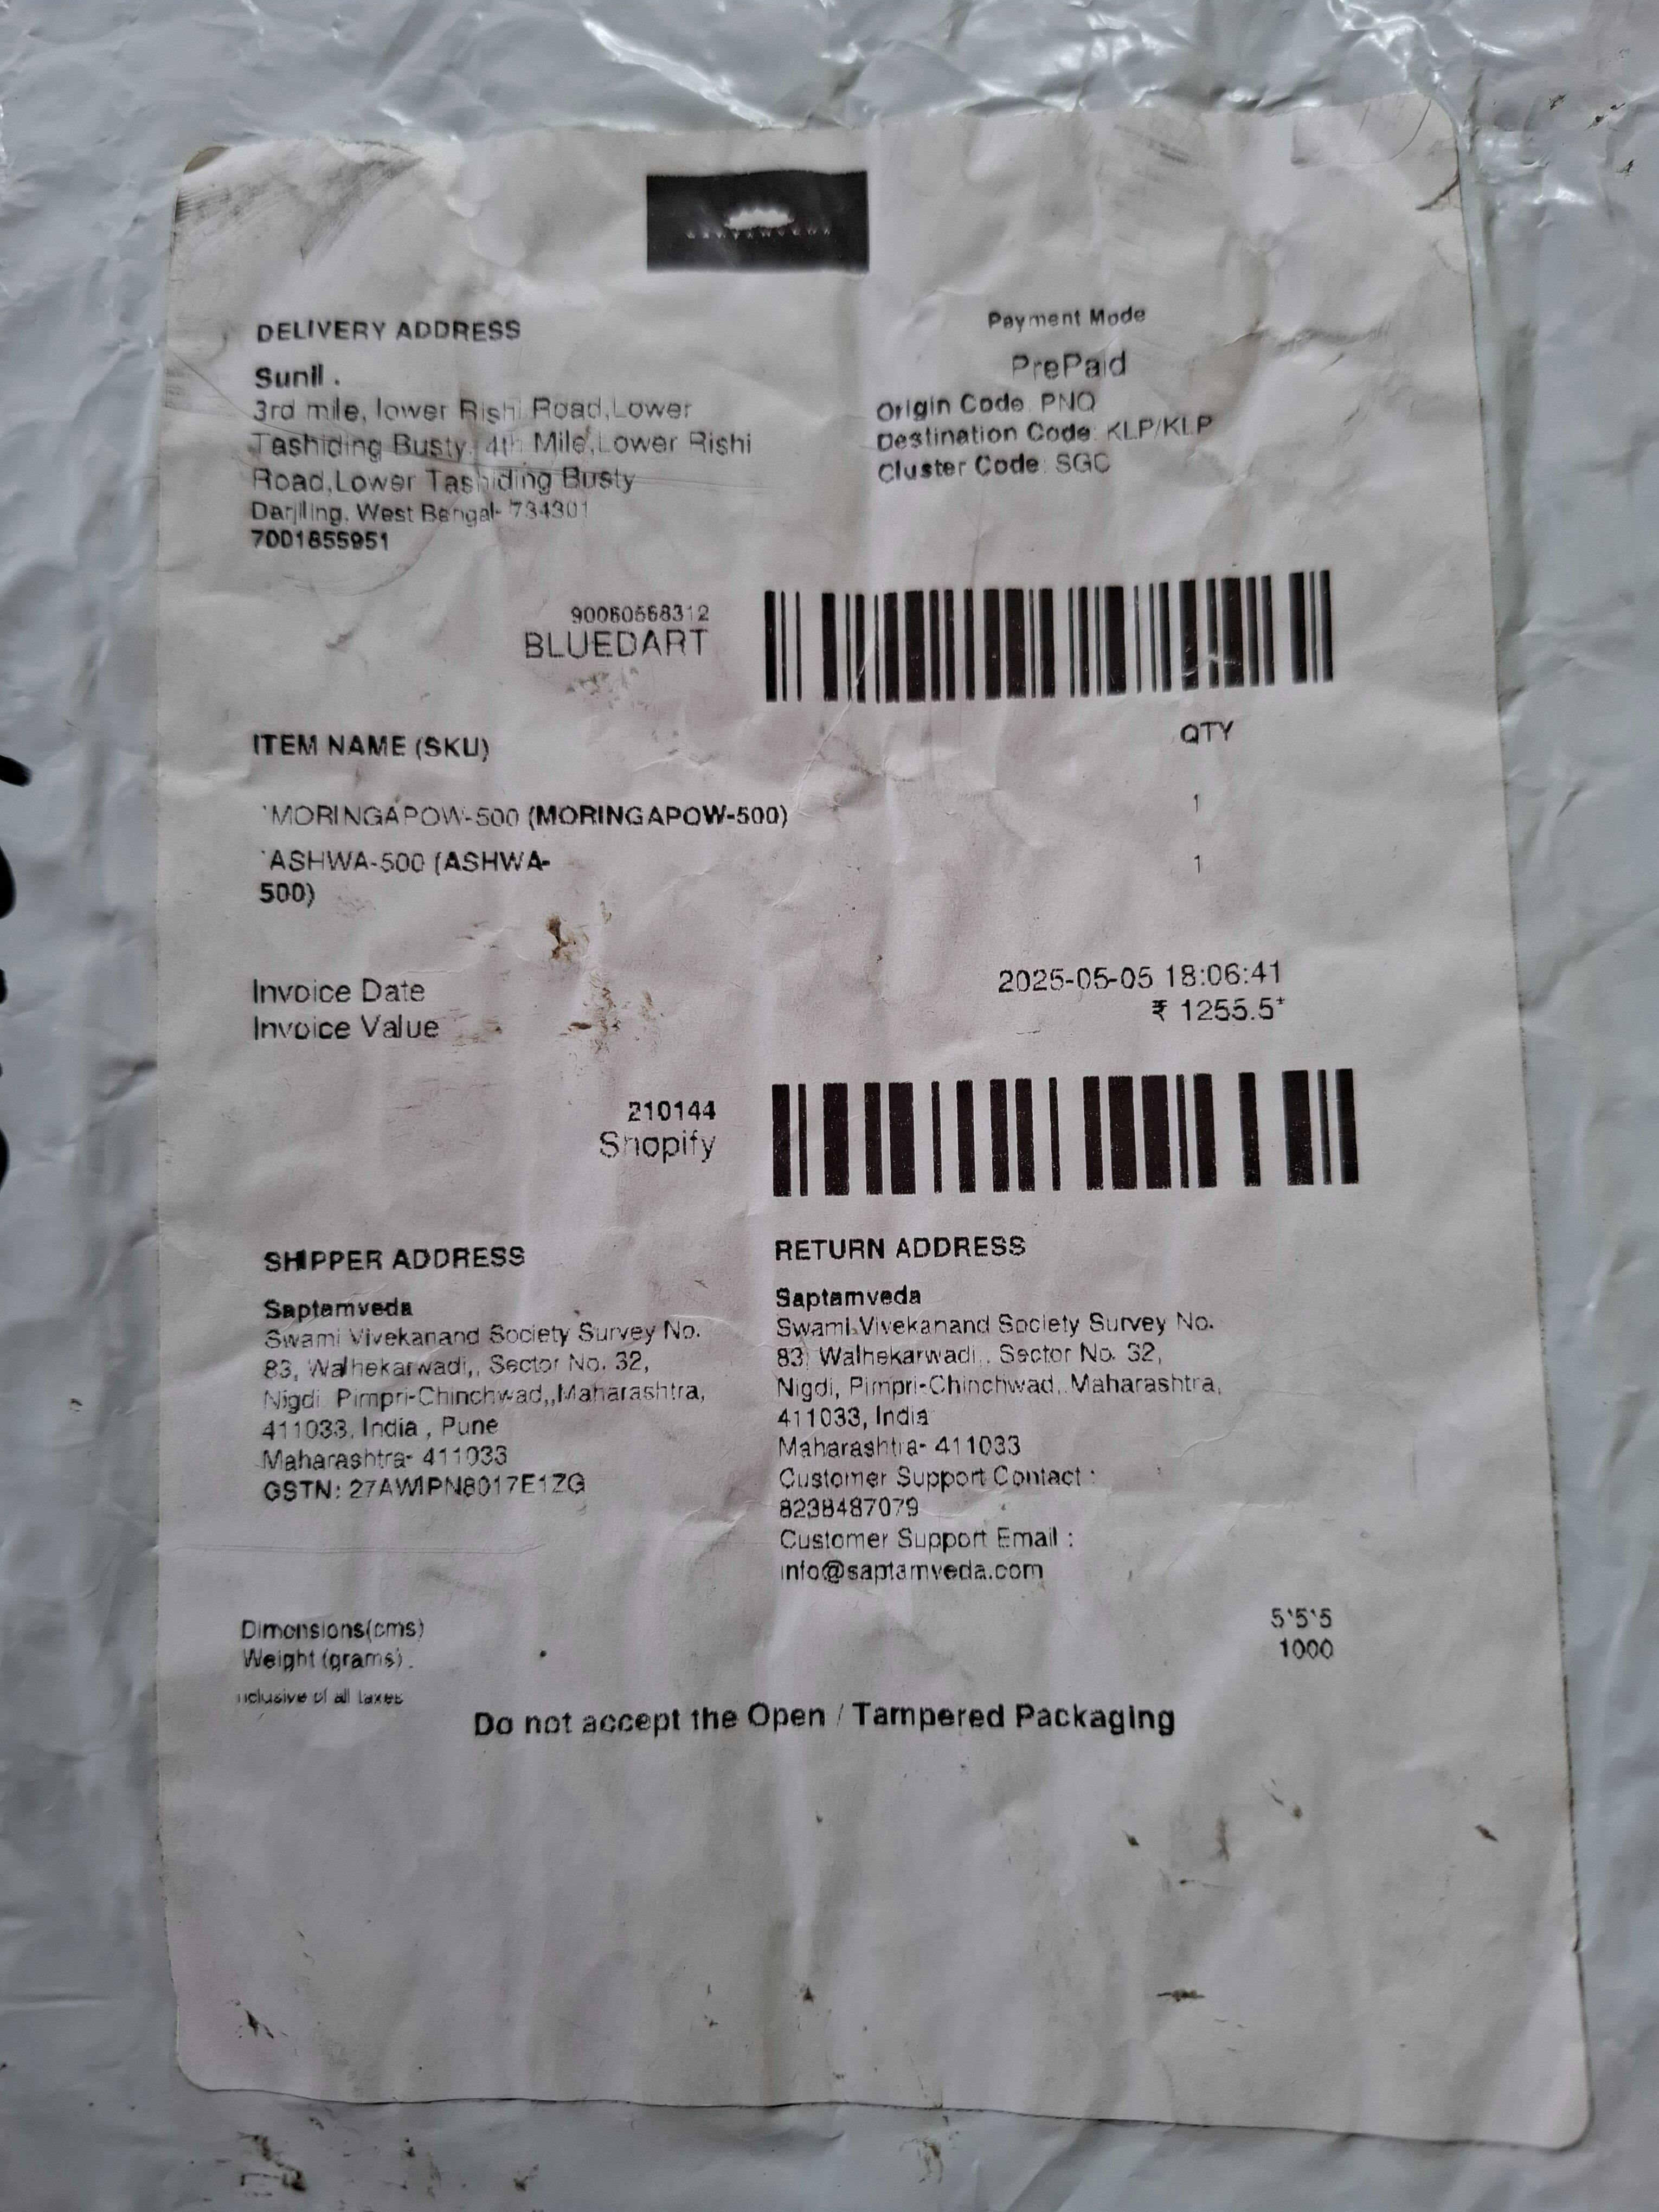 SAPTAMVEDA
DELIVERY ADDRESS
Sunil .
3rd mile, lower Rishi Road,Lower
Tashiding Busty, 4th Mile,Lower Rishi
Road,Lower Tashiding Busty
Darjiling, West Bengal- 734301
7001855951
Payment Mode
PrePaid
Origin Code: PNQ
Destination Code: KLP/KLP
Cluster Code: SGC
90060568312
BLUEDART
ITEM NAME (SKU)
QTY
`MORINGAPOW-500 (MORINGAPOW-500)
1
`ASHWA-500 (ASHWA-
500)
1
Invoice Date
2025-05-05 18:06:41
Invoice Value
₹ 1255.5*
210144
Shopify
SHIPPER ADDRESS
Saptamveda
Swami Vivekanand Society Survey No.
83, Walhekarwadi,, Sector No. 32,
Nigdi, Pimpri-Chinchwad,,Maharashtra,
411033, India , Pune
Maharashtra- 411033
GSTN: 27AWIPN8017E1ZG
RETURN ADDRESS
Saptamveda
Swami Vivekanand Society Survey No.
83, Walhekarwadi,, Sector No. 32,
Nigdi, Pimpri-Chinchwad,,Maharashtra,
411033, India
Maharashtra- 411033
Customer Support Contact :
8238487079
Customer Support Email :
info@saptamveda.com
Dimensions(cms)
5*5*5
Weight (grams)
1000
nclusive of all taxes
Do not accept the Open / Tampered Packaging